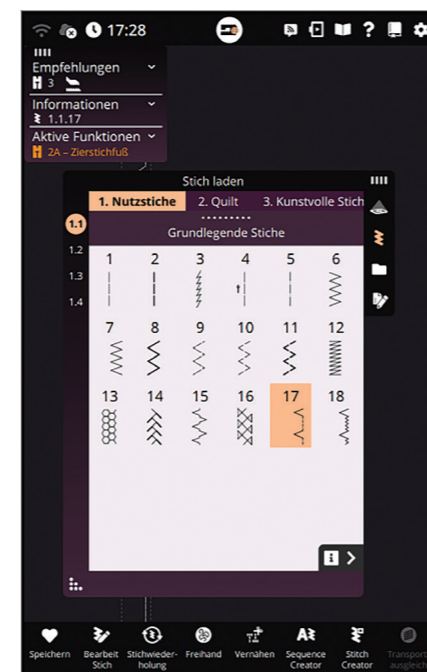 17:28
?
Empfehlungen
3
Informationen
1.1.17
Aktive Funktionen
2A – Zierstichfuß
Stich laden
1. Nutzstiche 2. Quilt 3. Kunstvolle Stich
1.1 Grundlegende Stiche
1.2
1.3
1.4
1 2 3 4 5 6
7 8 9 10 11 12
13 14 15 16 17 18
i >
Speichern Bearbeit Stich Stichwieder-holung Freihand Vernähen Sequence Creator Stitch Creator Transport ausgleich